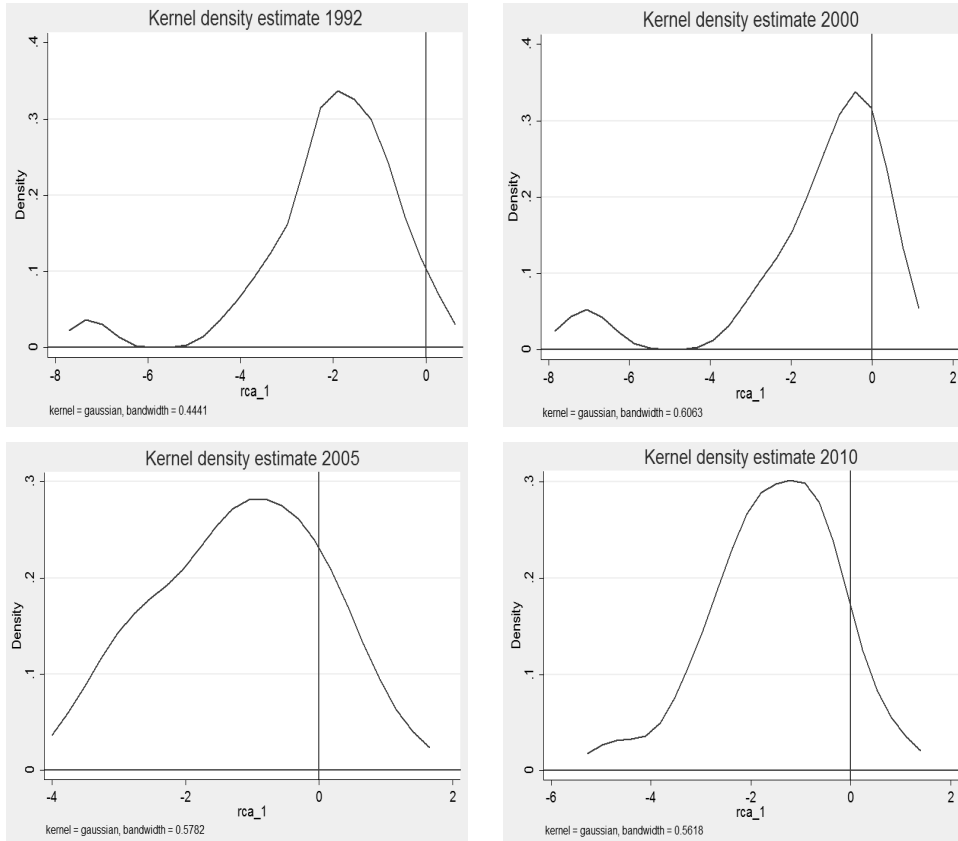 Kernel density estimate 1992
.4
.3
.2
.1
0
Density
-8 -6 -4 -2 0
rca_1
kernel = gaussian, bandwidth = 0.4441
Kernel density estimate 2000
.4
.3
.2
.1
0
Density
-8 -6 -4 -2 0 2
rca_1
kernel = gaussian, bandwidth = 0.6063
Kernel density estimate 2005
.3
.2
.1
0
Density
-4 -2 0 2
rca_1
kernel = gaussian, bandwidth = 0.5782
Kernel density estimate 2010
.3
.2
.1
0
Density
-6 -4 -2 0 2
rca_1
kernel = gaussian, bandwidth = 0.5618